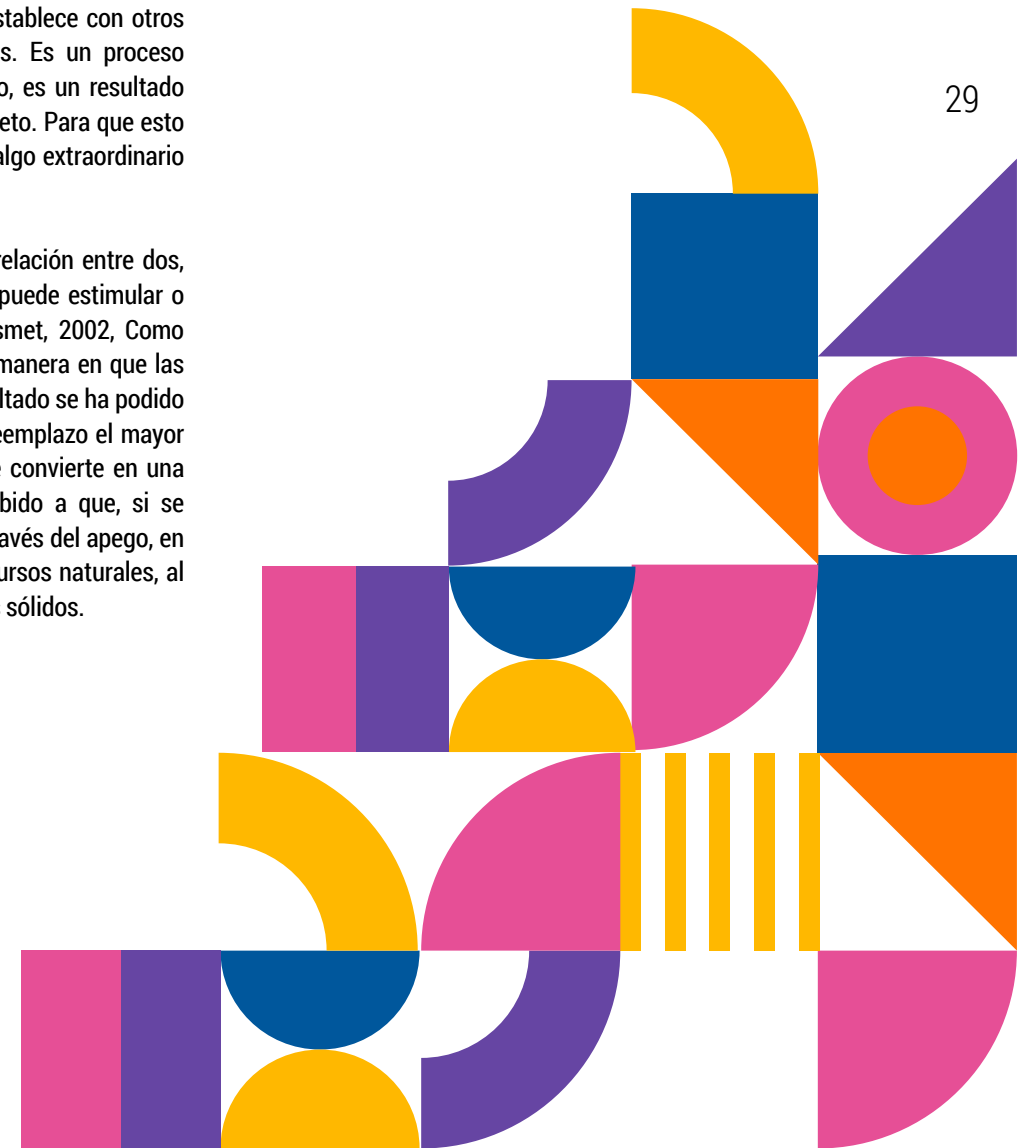 stablece con otros
s. Es un proceso
o, es un resultado
eto. Para que esto
algo extraordinario
29
relación entre dos,
puede estimular o
smet, 2002, Como
manera en que las
ltado se ha podido
eemplazo el mayor
e convierte en una
bido a que, si se
avés del apego, en
ursos naturales, al
s sólidos.